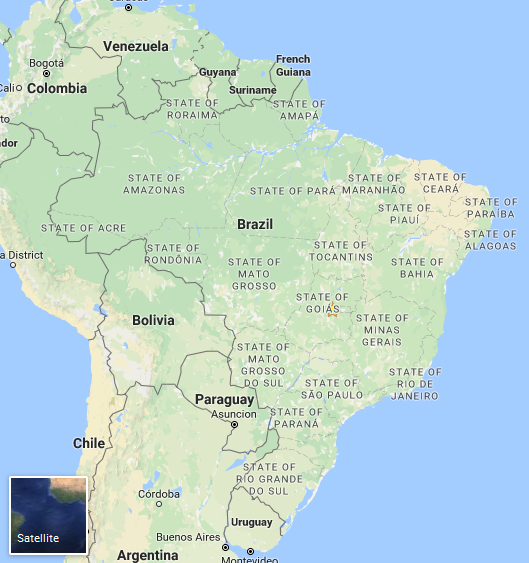 Venezuela
Bogotá
Guyana
French
Guiana
Colombia
Suriname
STATE OF
RORAIMA
STATE OF
AMAPÁ
STATE OF
AMAZONAS
STATE OF PARÁ
STATE OF
MARANHÃO
STATE OF
CEARÁ
STATE OF
PIAUÍ
STATE OF
PARAÍBA
STATE OF ACRE
Brazil
STATE OF
ALAGOAS
STATE OF
RONDÔNIA
STATE OF
TOCANTINS
STATE OF
MATO
GROSSO
STATE OF
BAHIA
a District
STATE OF
GOIÁS
Bolivia
STATE OF
MINAS
GERAIS
STATE OF
MATO
GROSSO
DO SUL
STATE OF
SÃO PAULO
STATE OF
RIO DE
JANEIRO
Paraguay
Asuncion
STATE OF
PARANÁ
Chile
STATE OF
RIO GRANDE
DO SUL
Córdoba
Uruguay
Satellite
Buenos Aires
Argentina
Montevideo